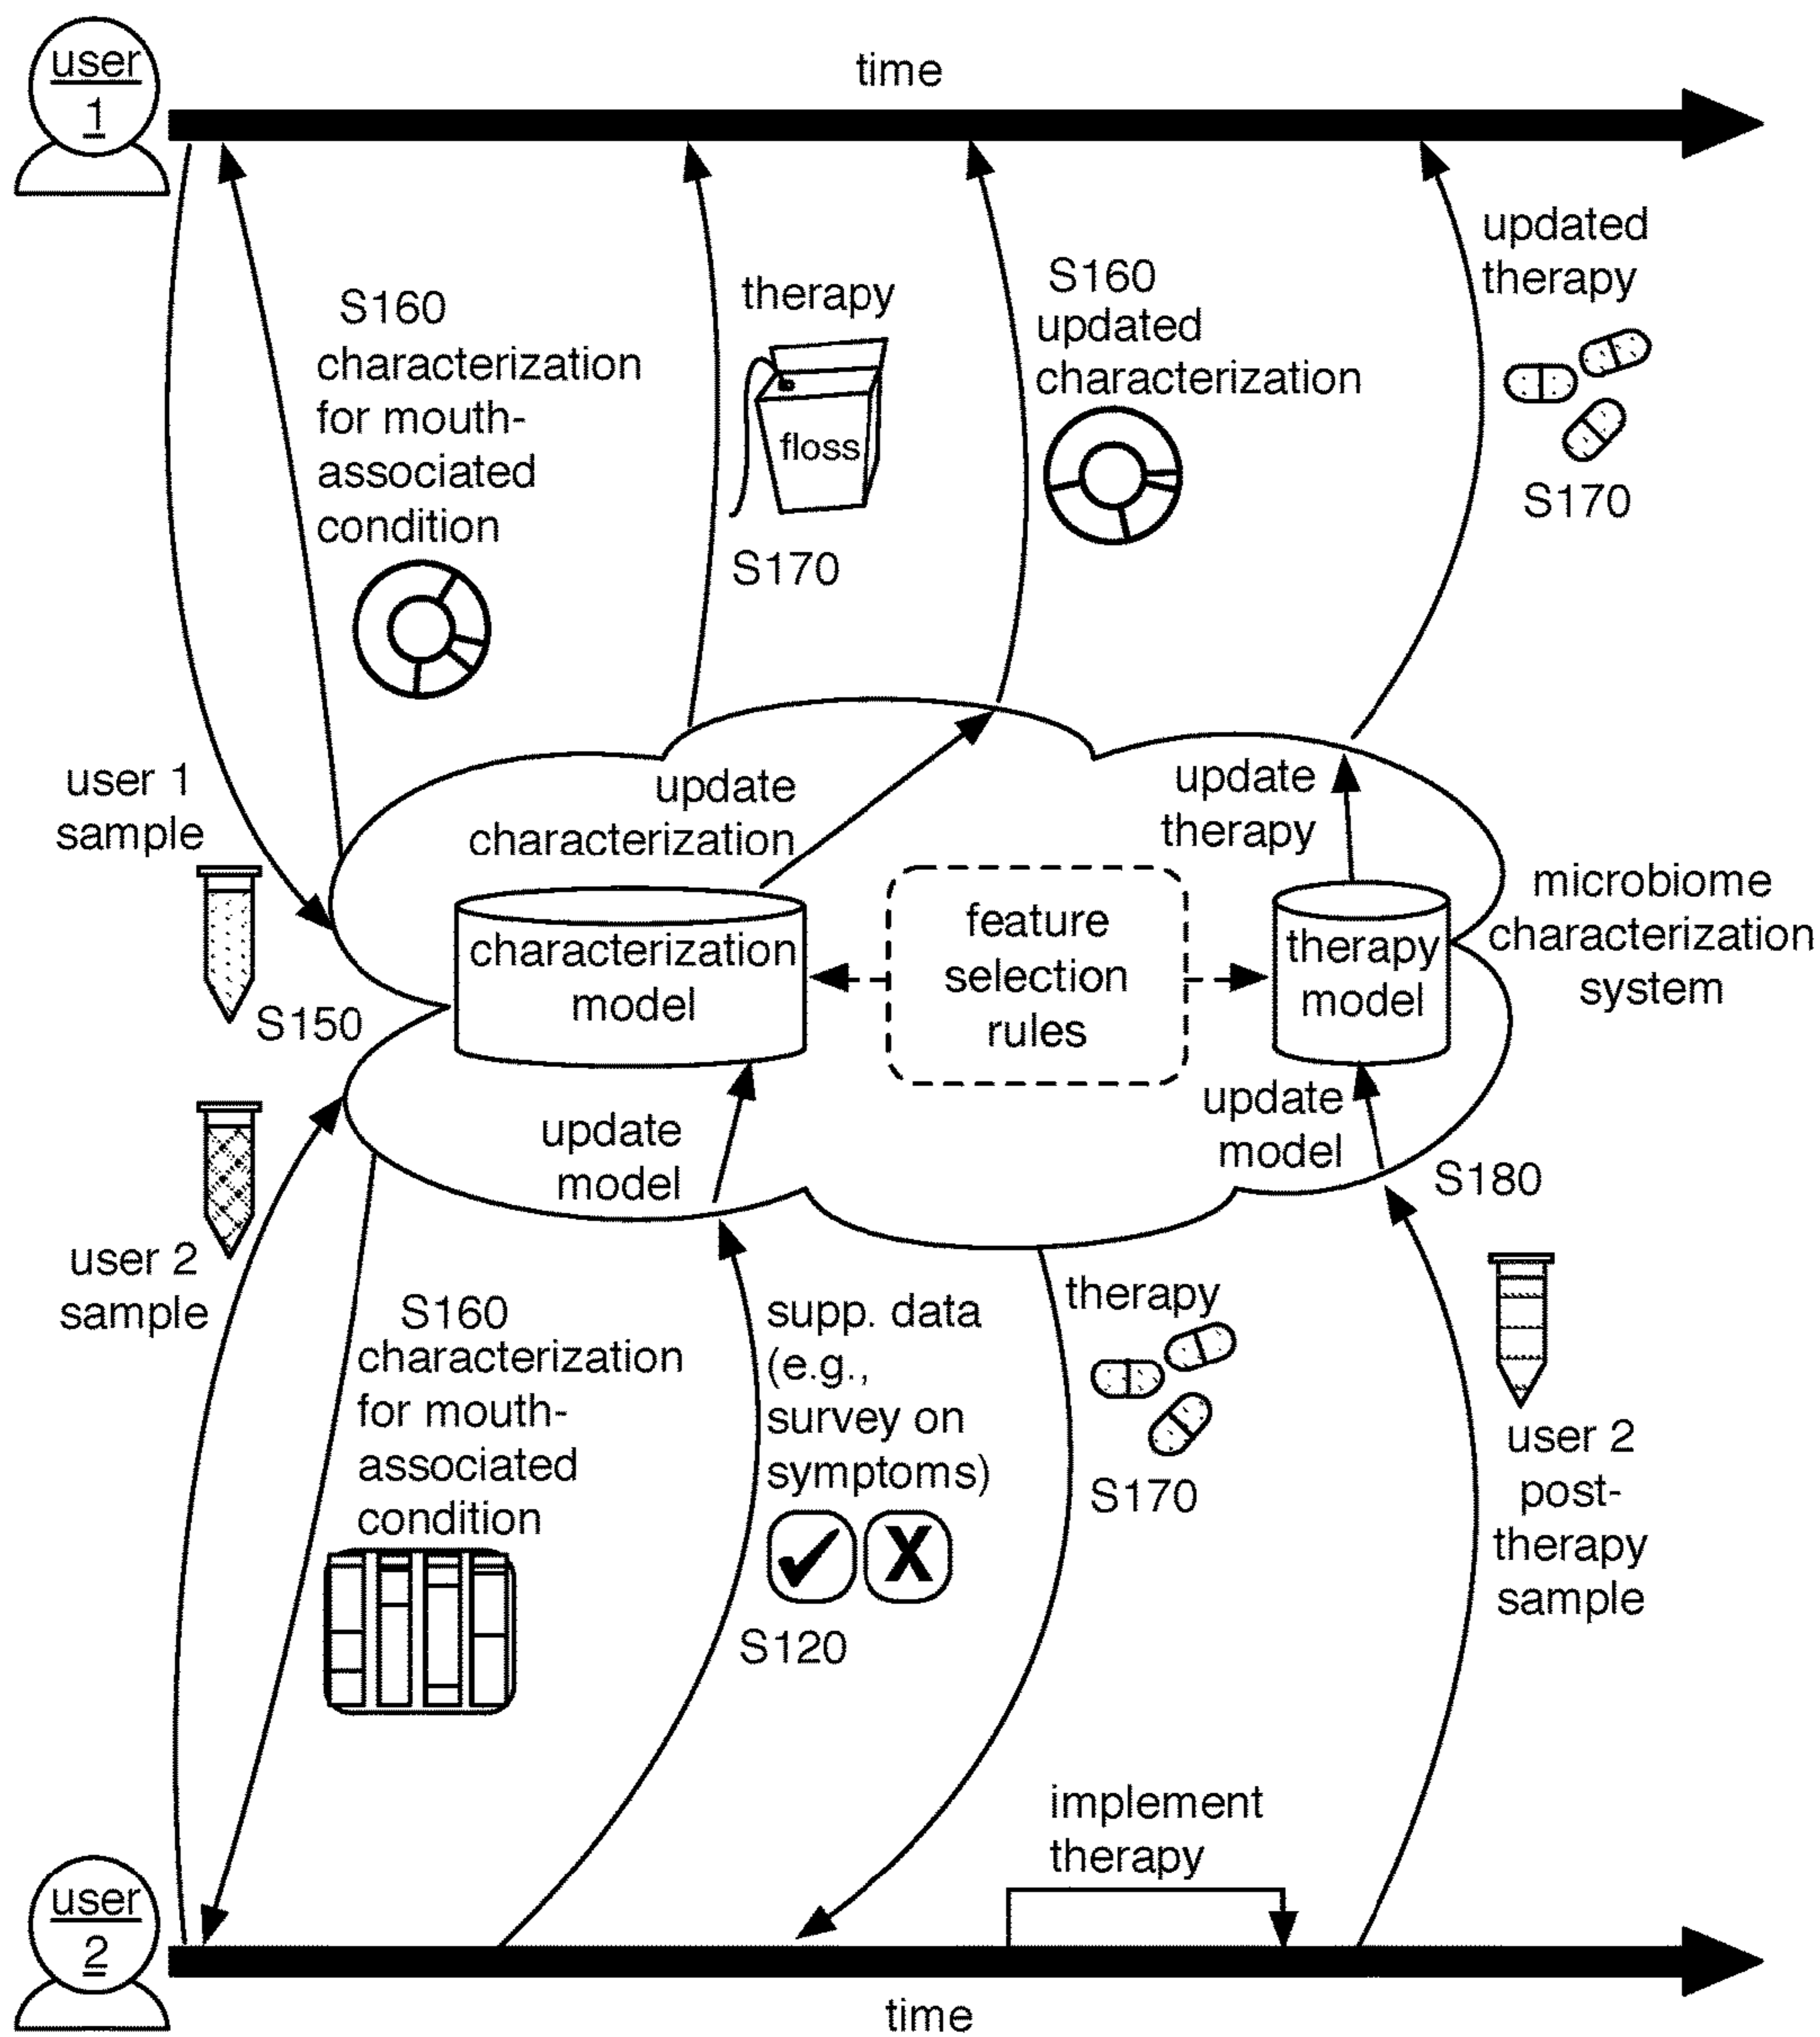 user
1
time
S160
characterization
for mouth-
associated
condition
therapy
floss
S170
S160
updated
characterization
updated
therapy
S170
user 1
sample
S150
update
characterization
update
therapy
characterization
model
feature
selection
rules
therapy
model
microbiome
characterization
system
update
model
update
model
S180
user 2
sample
S160
characterization
for mouth-
associated
condition
supp. data
(e.g.,
survey on
symptoms)
X
S120
therapy
S170
user 2
post-
therapy
sample
implement
therapy
user
2
time